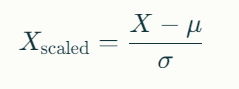 X_scaled = (X − μ) / σ